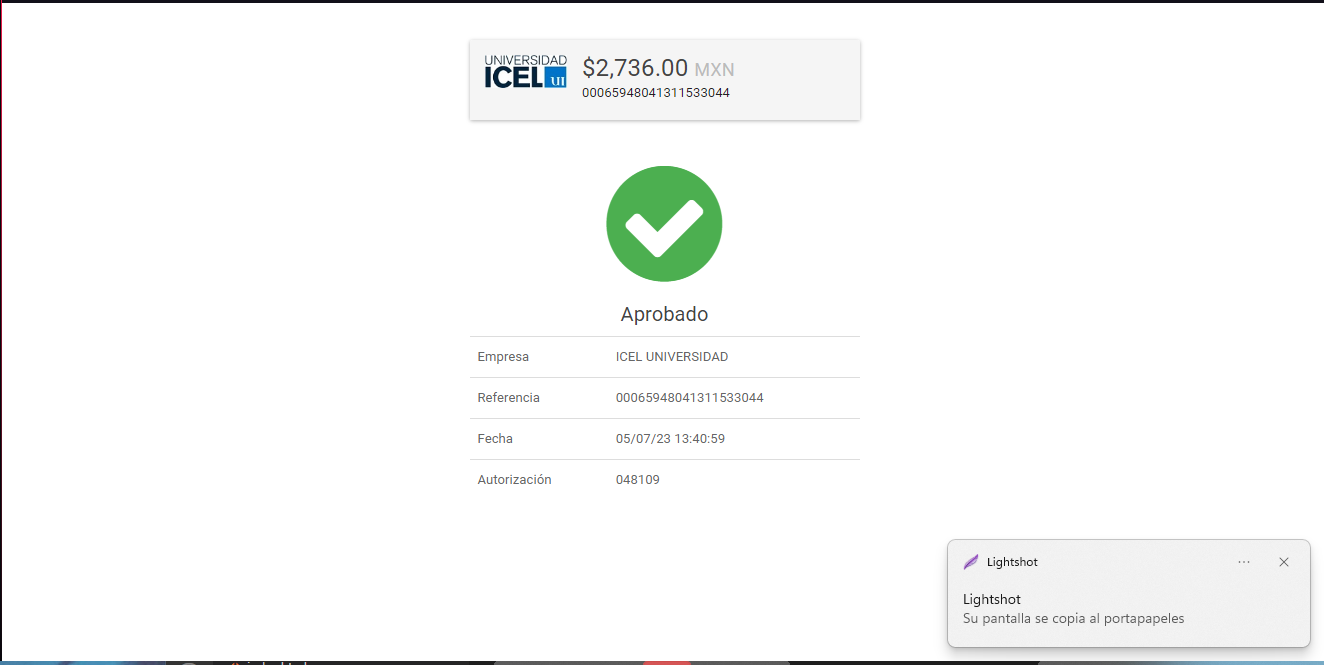 UNIVERSIDAD
ICEL UI
$2,736.00 MXN
00065948041311533044
Aprobado
Empresa ICEL UNIVERSIDAD
Referencia 00065948041311533044
Fecha 05/07/23 13:40:59
Autorización 048109
Lightshot
Lightshot
Su pantalla se copia al portapapeles